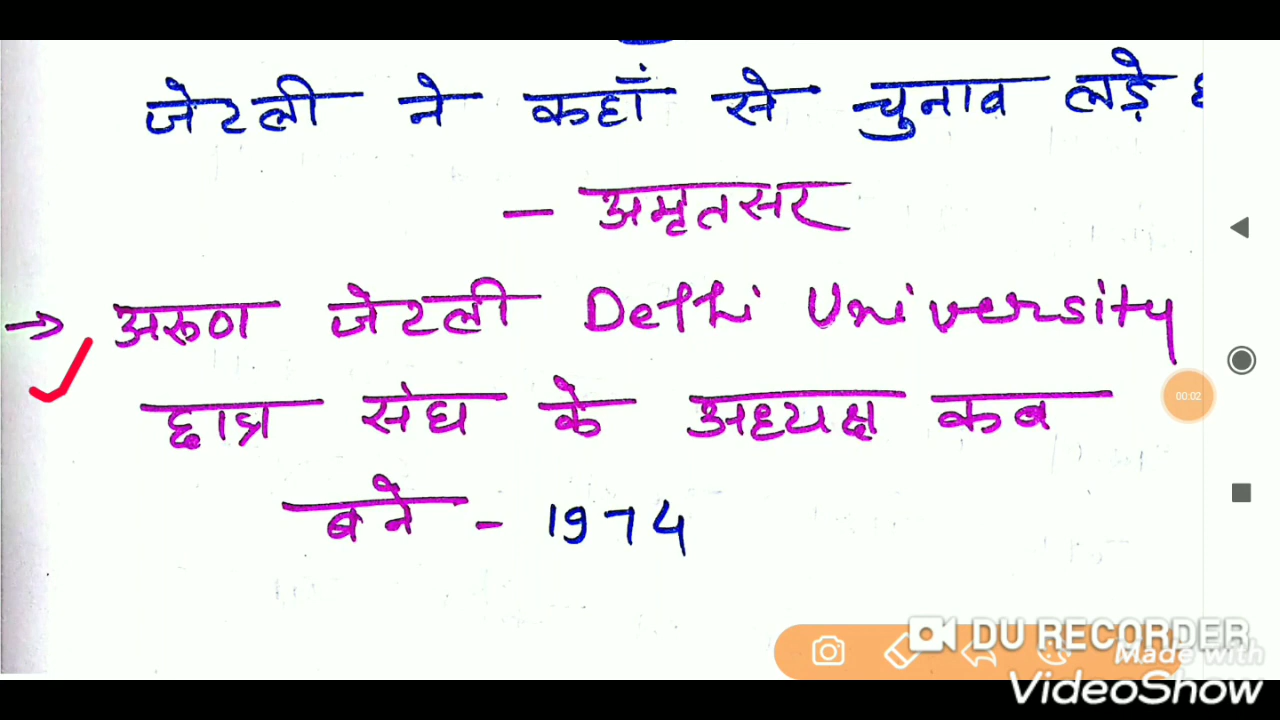 जेटली ने कहाँ से चुनाव लड़े
- अमृतसर
→ अरुण जेटली Delhi University
छात्र संघ के अध्यक्ष कब
बने - 1974
00:02
DU RECORDER
Made with
VideoShow